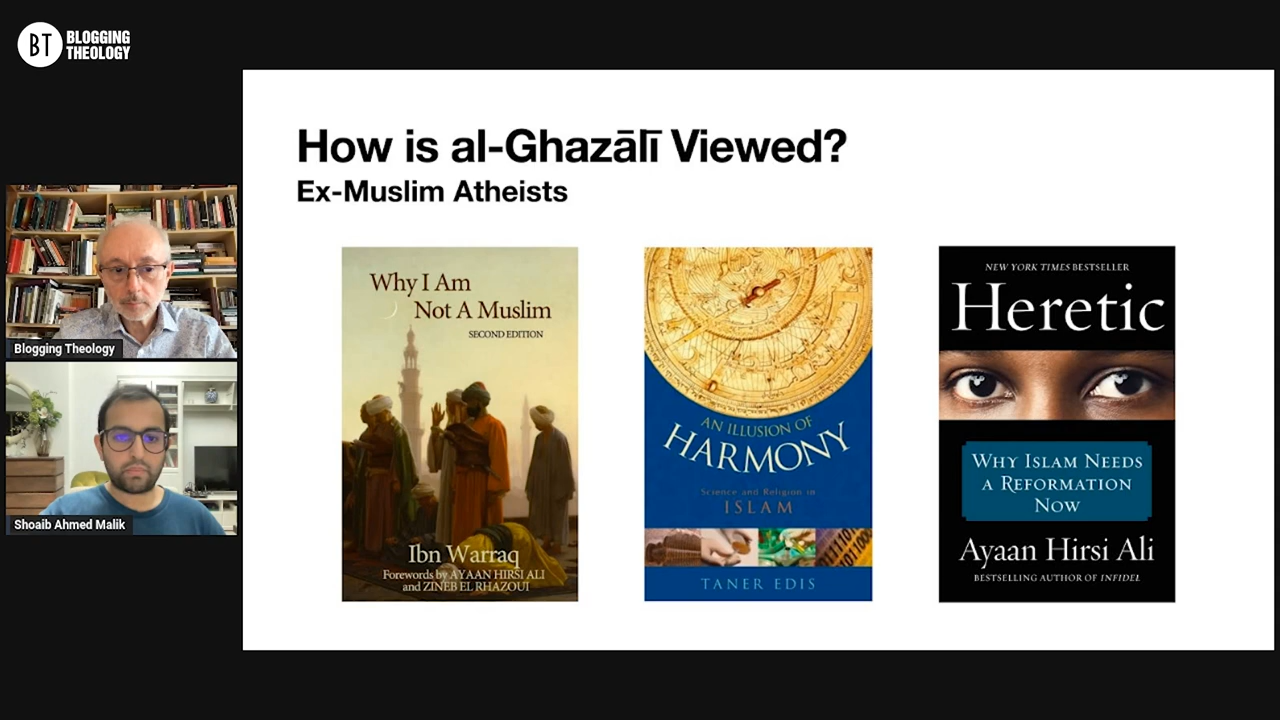 BT BLOGGING
THEOLOGY
How is al-Ghazālī Viewed?
Ex-Muslim Atheists
Why I Am
Not A Muslim
SECOND EDITION
Ibn Warraq
Forewords by AYAAN HIRSI ALI
and ZINEB EL RHAZOUI
AN ILLUSION OF
HARMONY
Science and Religion in
ISLAM
TANER EDIS
NEW YORK TIMES BESTSELLER
Heretic
WHY ISLAM NEEDS
A REFORMATION
NOW
Ayaan Hirsi Ali
BESTSELLING AUTHOR OF INFIDEL
Blogging Theology
Shoaib Ahmed Malik